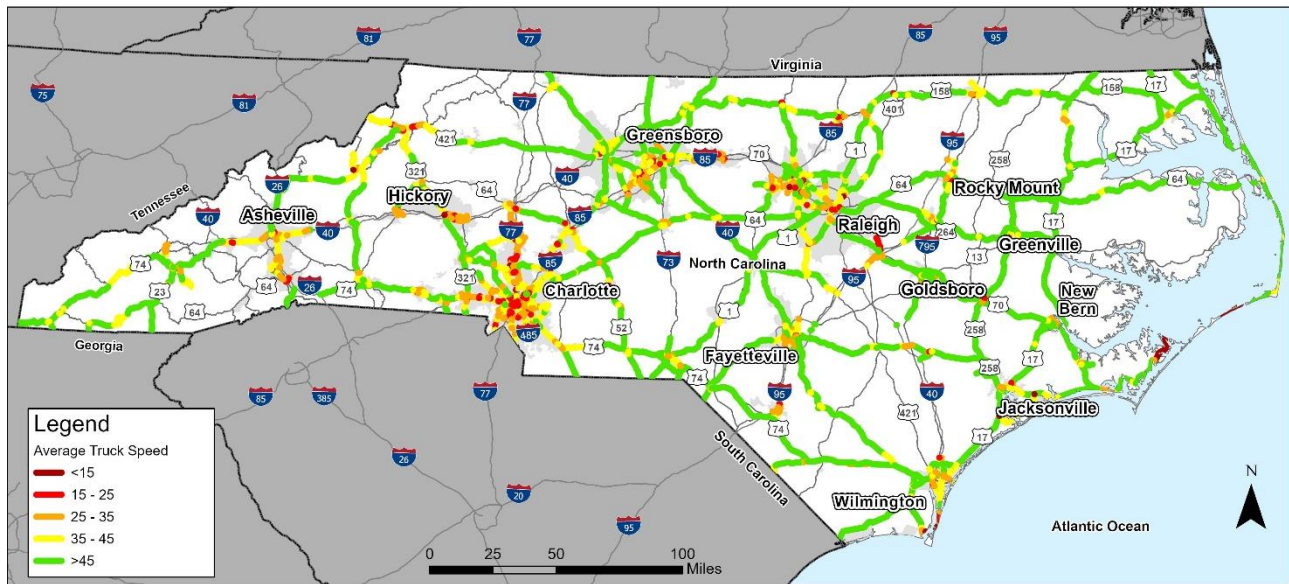 81
77
85
95
Virginia
75
81
77
158
158
17
401
421
Greensboro
85
85
70
1
95
258
17
321
64
40
26
Tennessee
Hickory
64
Rocky Mount
64
40
Asheville
40
77
85
64
40
Raleigh
17
264
795
Greenville
74
85
73
1
North Carolina
95
13
23
64
26
74
321
Charlotte
Goldsboro
70
New
Bern
64
485
52
1
258
17
Georgia
74
Fayetteville
258
74
95
40
Jacksonville
421
85
385
77
74
17
South Carolina
26
20
95
Wilmington
Atlantic Ocean
N
Legend
Average Truck Speed
<15
15 - 25
25 - 35
35 - 45
>45
0 25 50 100
Miles